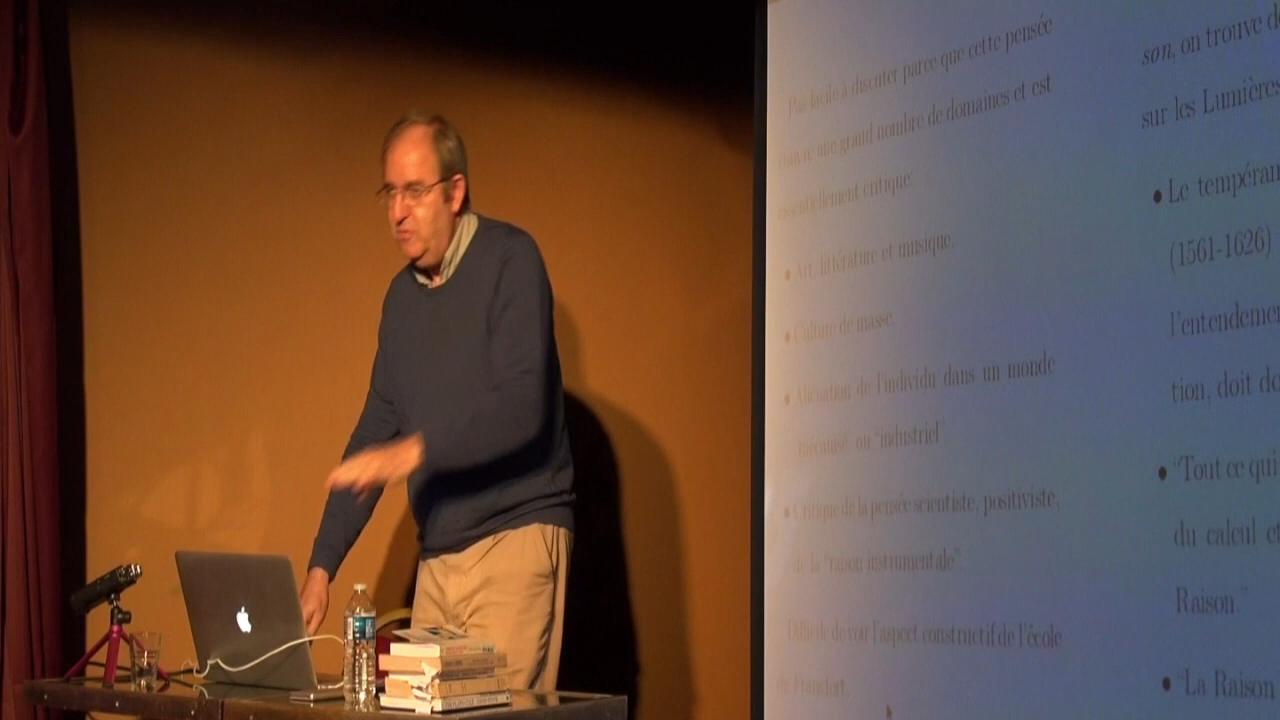 Pas facile à discuter parce que cette pensée
une grand nombre de domaines et est
essentiellement critique.
• Art, littérature et musique.
• Culture de masse.
• Aliénation de l'individu dans un monde
mécanisé ou "industriel"
• Critique de la pensée scientiste, positiviste,
de la "raison instrumentale"
Difficile de voir l'aspect constructif de l'école
de Francfort.
son, on trouve d
sur les Lumières
• Le tempéram
(1561-1626)
l'entendemen
tion, doit de
• "Tout ce qui
du calcul et
Raison."
• "La Raison